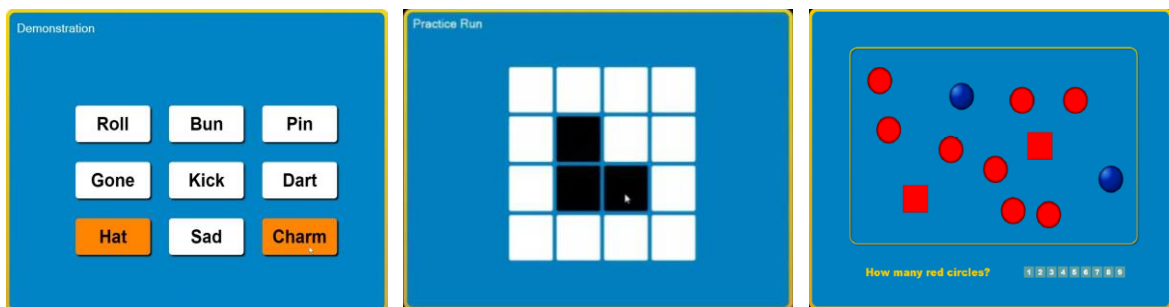 Demonstration
Roll Bun Pin
Gone Kick Dart
Hat Sad Charm
Practice Run
How many red circles? 1 2 3 4 5 6 7 8 9